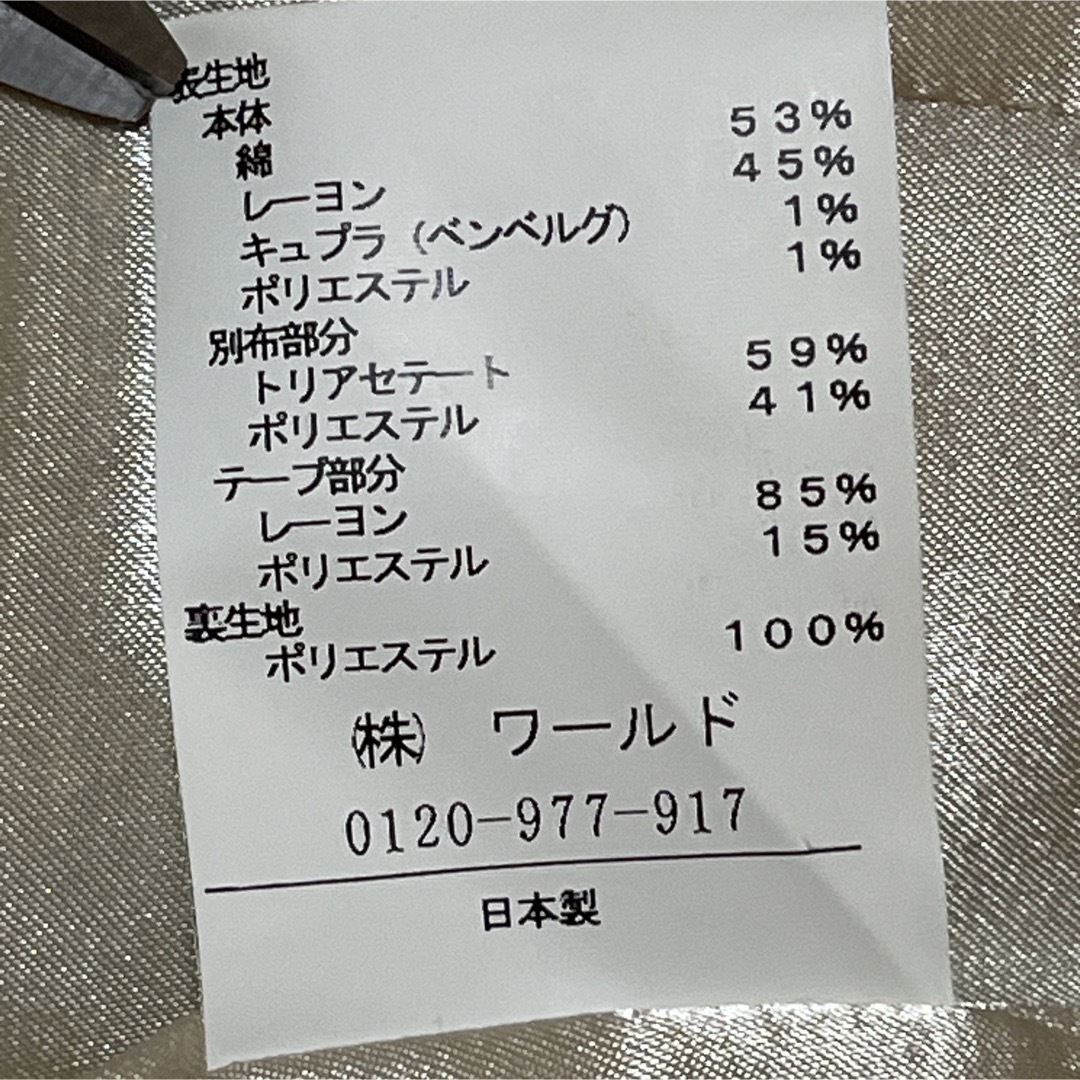 表生地
本体
綿 53%
レーヨン 45%
キュプラ（ベンベルグ） 1%
ポリエステル 1%
別布部分
トリアセテート 59%
ポリエステル 41%
テープ部分
レーヨン 85%
ポリエステル 15%
裏生地
ポリエステル 100%
㈱ ワールド
0120-977-917
日本製